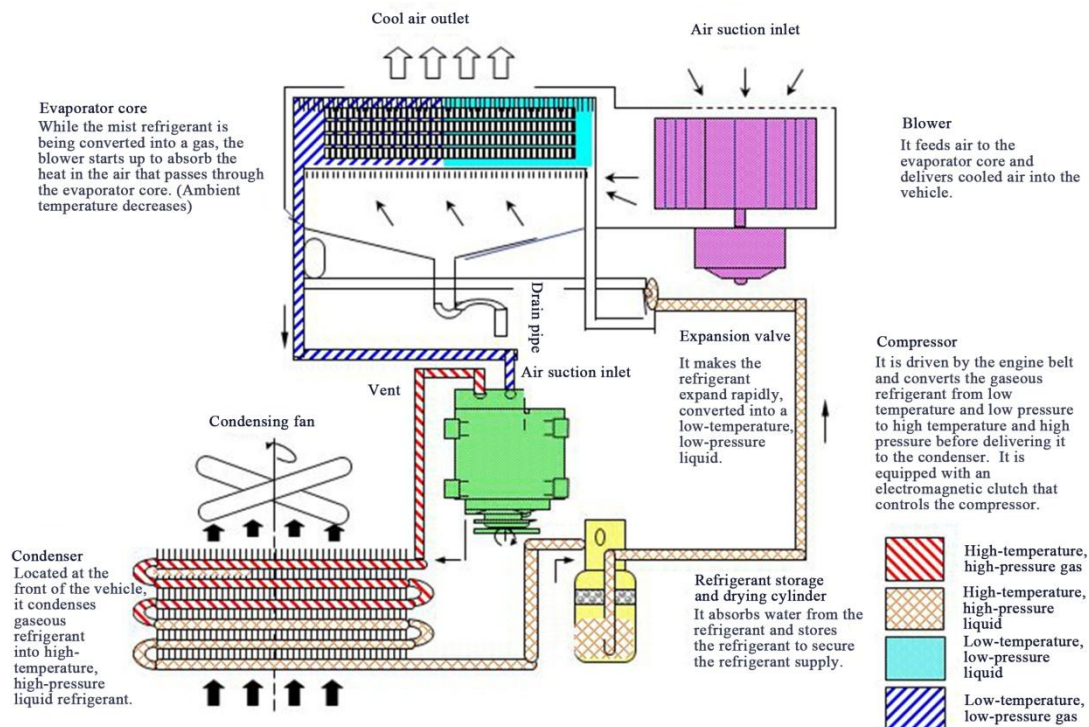 Cool air outlet
Air suction inlet
Evaporator core
While the mist refrigerant is
being converted into a gas, the
blower starts up to absorb the
heat in the air that passes through
the evaporator core. (Ambient
temperature decreases)
Blower
It feeds air to the
evaporator core and
delivers cooled air into the
vehicle.
Drain pipe
Expansion valve
It makes the
refrigerant
expand rapidly,
converted into a
low-temperature,
low-pressure
liquid.
Compressor
It is driven by the engine belt
and converts the gaseous
refrigerant from low
temperature and low pressure
to high temperature and high
pressure before delivering it
to the condenser. It is
equipped with an
electromagnetic clutch that
controls the compressor.
Air suction inlet
Vent
Condensing fan
Condenser
Located at the
front of the vehicle,
it condenses
gaseous
refrigerant
into high-
temperature,
high-pressure
liquid refrigerant.
Refrigerant storage
and drying cylinder
It absorbs water from the
refrigerant and stores
the refrigerant to secure
the refrigerant supply.
High-temperature,
high-pressure gas
High-temperature,
high-pressure
liquid
Low-temperature,
low-pressure
liquid
Low-temperature,
low-pressure gas